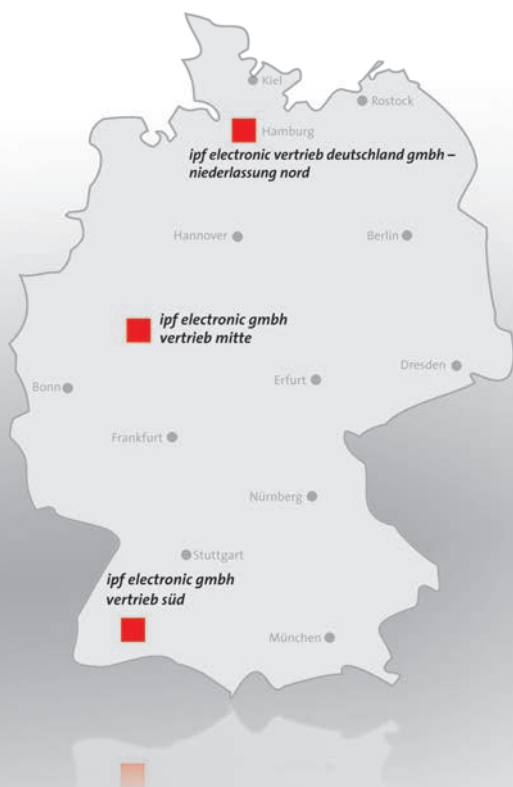 Kiel
Rostock
Hamburg
ipf electronic vertrieb deutschland gmbh –
niederlassung nord
Hannover
Berlin
ipf electronic gmbh
vertrieb mitte
Dresden
Erfurt
Bonn
Frankfurt
Nürnberg
Stuttgart
ipf electronic gmbh
vertrieb süd
München